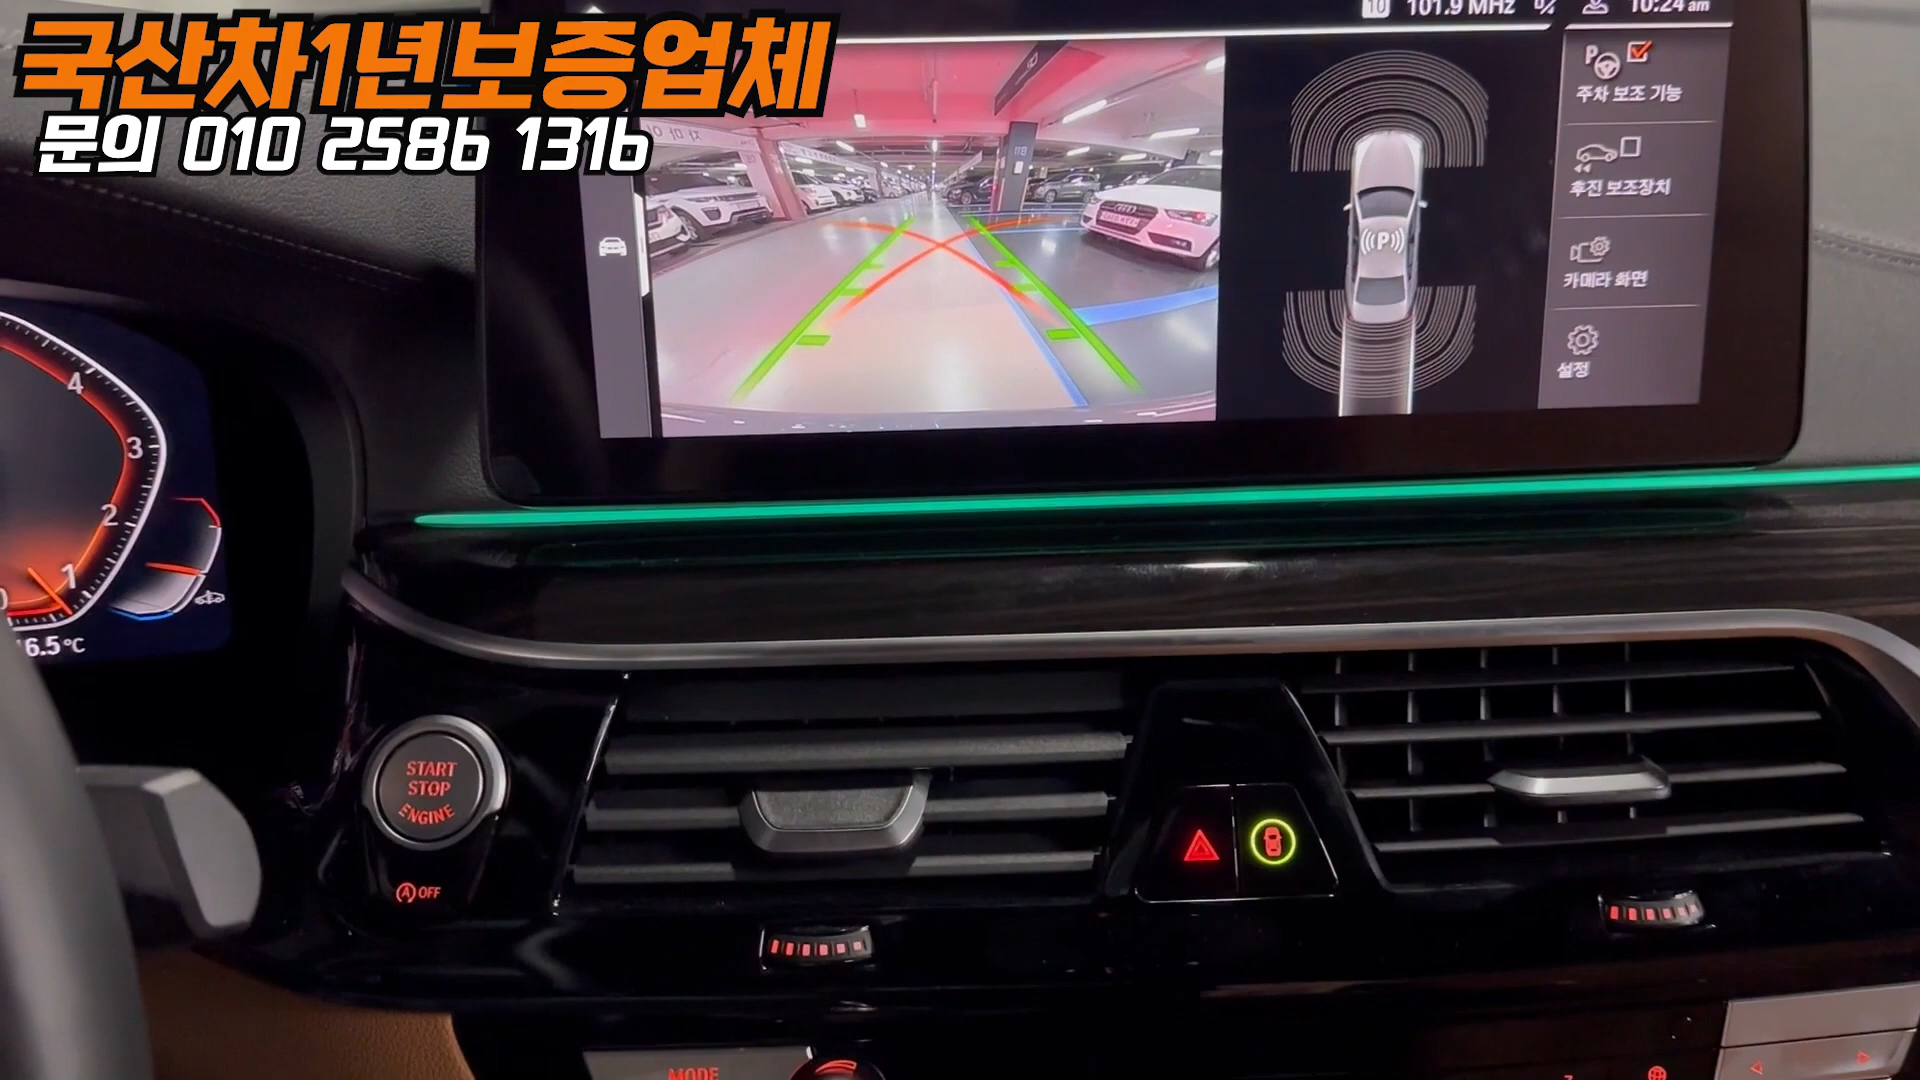 국산차1년보증업체
문의 010 2586 1316
10 101.9 MHz
10:24 am
P
주차 보조 기능
후진 보조장치
카메라 화면
설정
(((P)))
4
3
2
1
0
16.5°C
START
STOP
ENGINE
A OFF
MODE